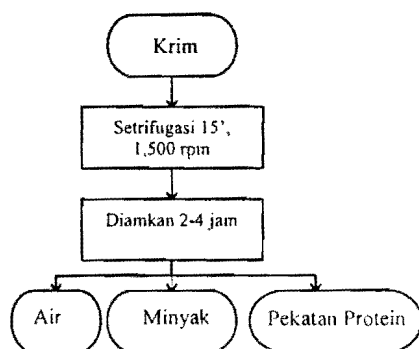 Krim
Setrifugasi 15',
1,500 rpm
Diamkan 2-4 jam
Air
Minyak
Pekatan Protein